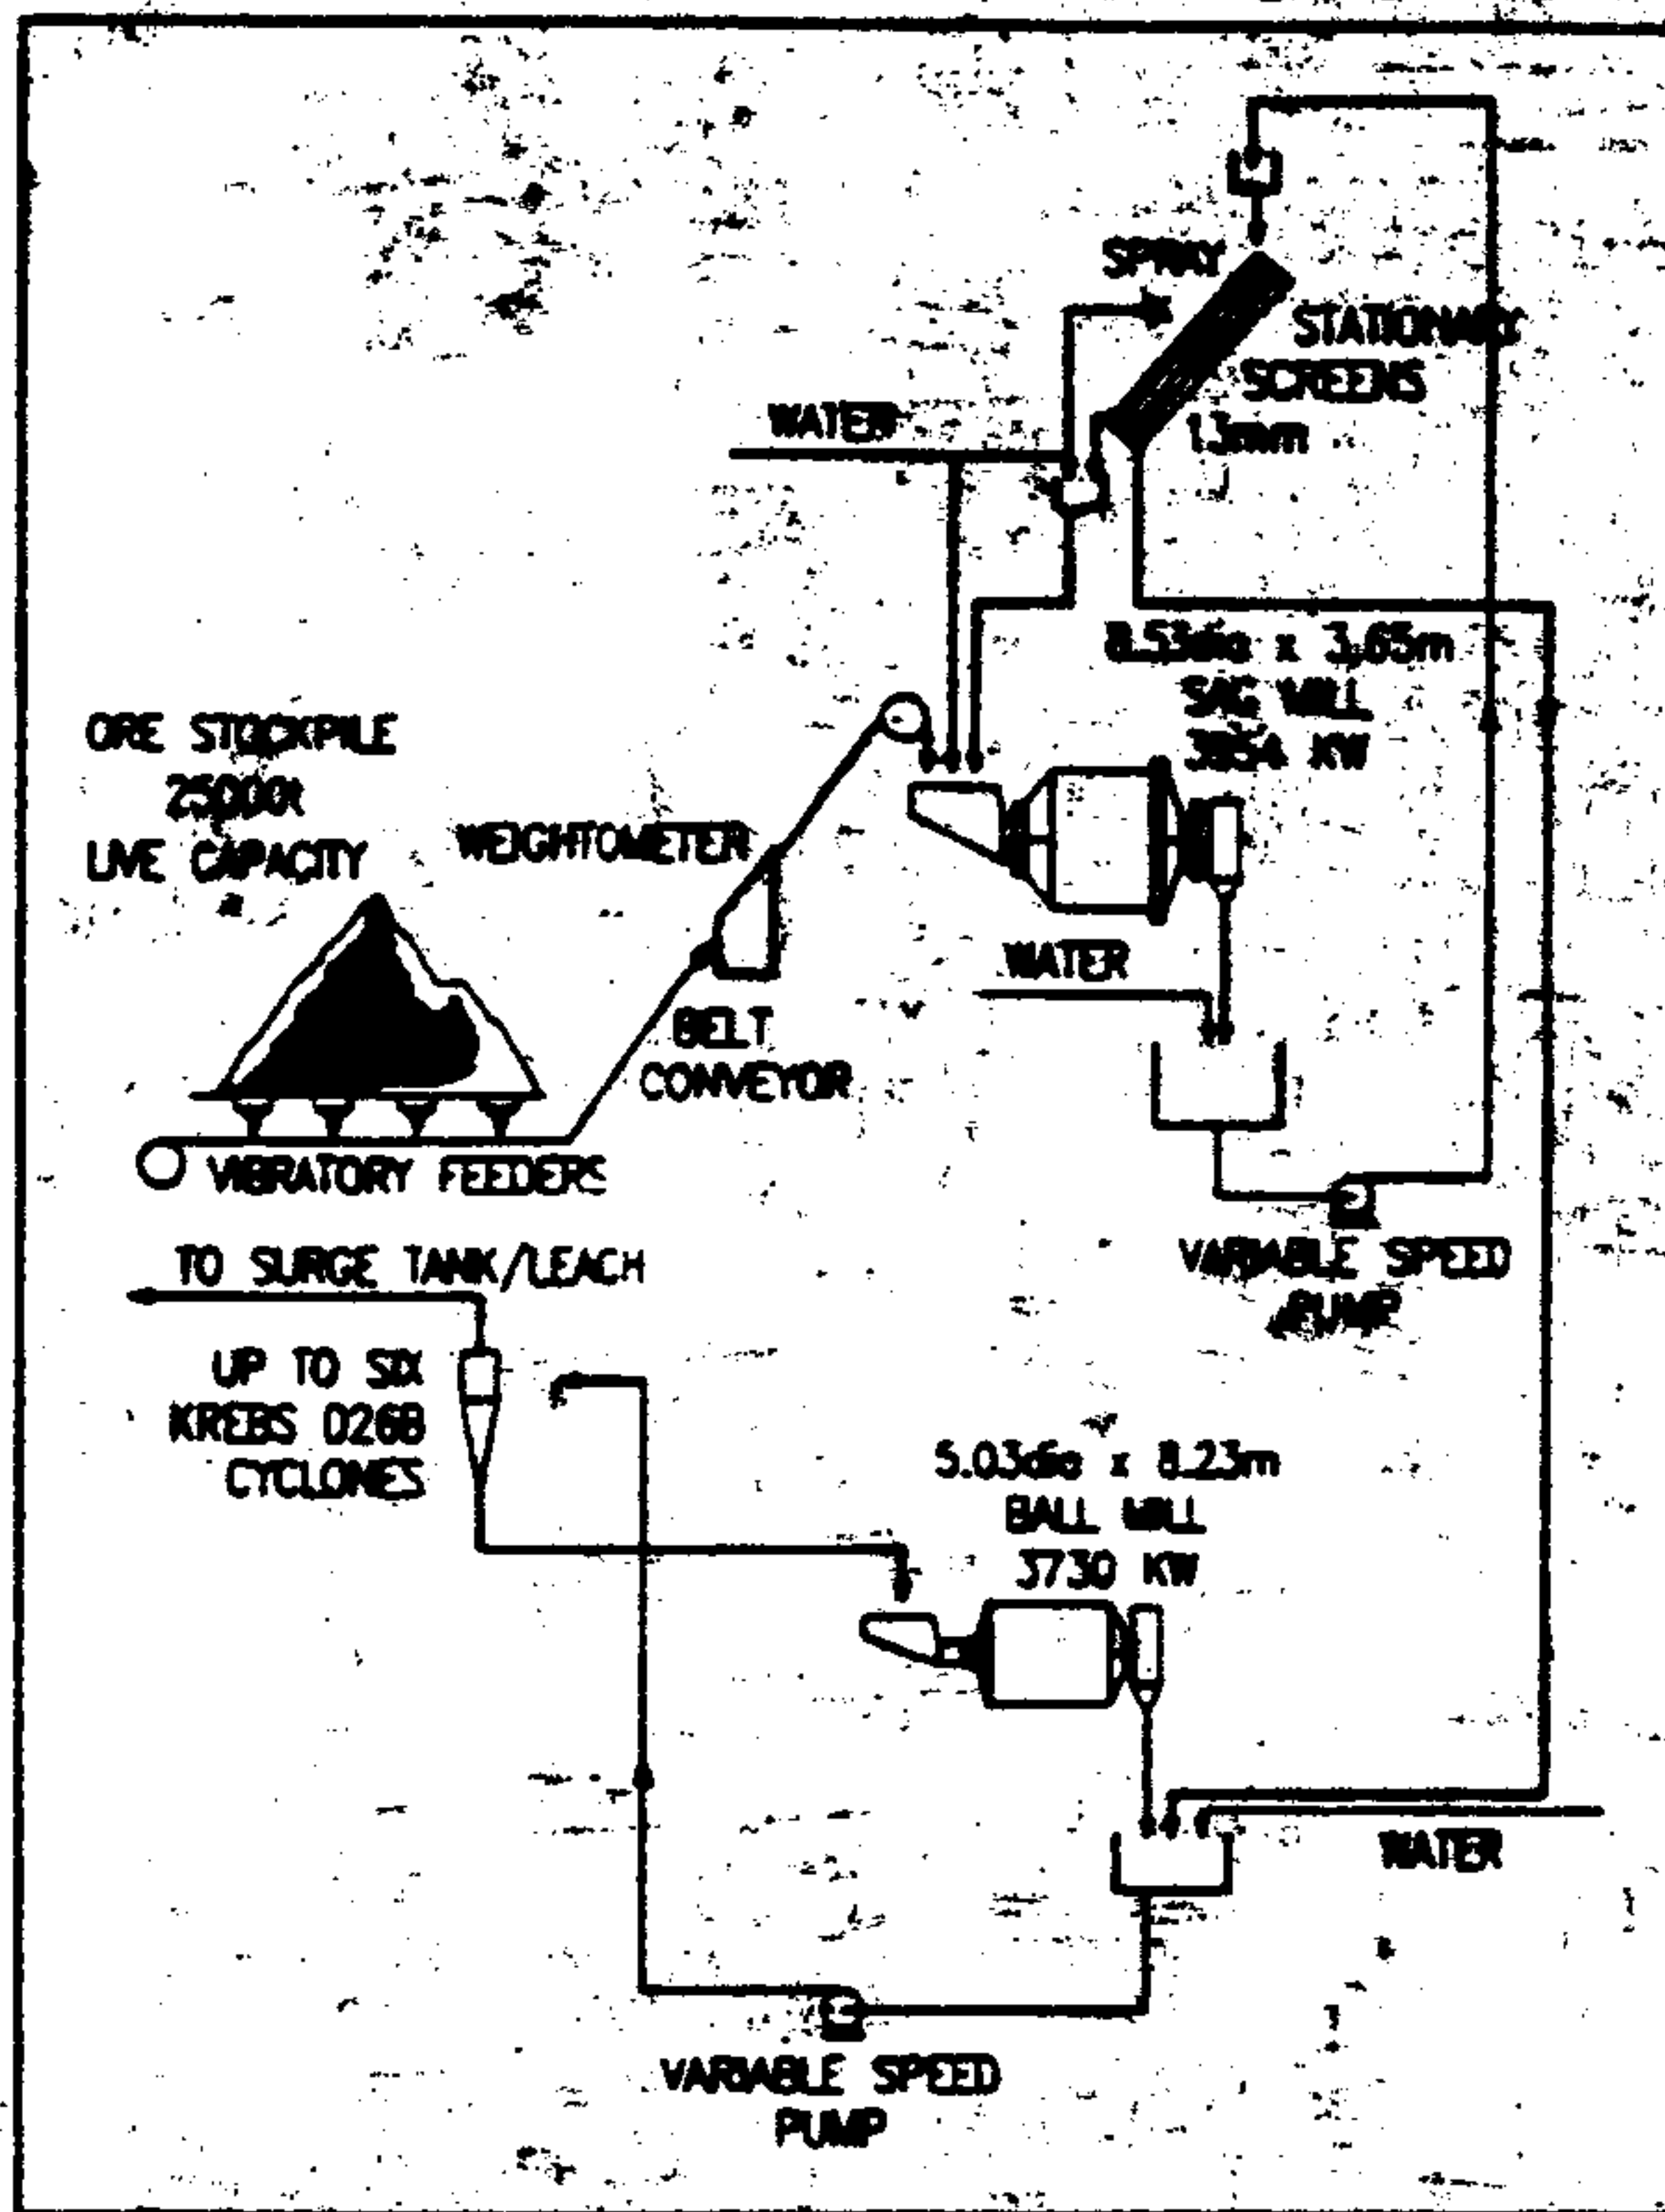 SPRAY
STATIONARY
SCREENS
13mm
WATER
8.53dia x 3.65m
SAG MILL
KW
ORE STOCKPILE
25000t
LIVE CAPACITY
WEIGHTOMETER
WATER
BELT
CONVEYOR
VIBRATORY FEEDERS
VARIABLE SPEED
PUMP
TO SURGE TANK/LEACH
UP TO SIX
KREBS D26B
CYCLONES
5.03dia x 8.23m
BALL MILL
3730 KW
WATER
VARIABLE SPEED
PUMP